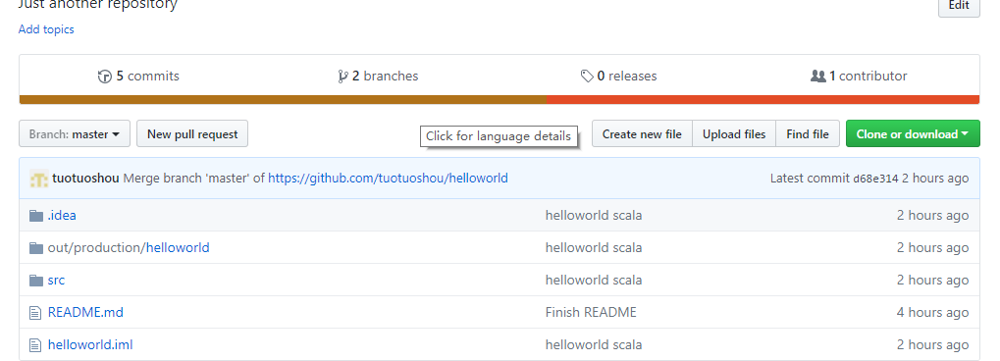 Just another repository
Edit
Add topics
5 commits 2 branches 0 releases 1 contributor
Branch: master New pull request Click for language details Create new file Upload files Find file Clone or download
tuotuoshou Merge branch 'master' of https://github.com/tuotuoshou/helloworld Latest commit d68e314 2 hours ago
.idea helloworld scala 2 hours ago
out/production/helloworld helloworld scala 2 hours ago
src helloworld scala 2 hours ago
README.md Finish README 4 hours ago
helloworld.iml helloworld scala 2 hours ago